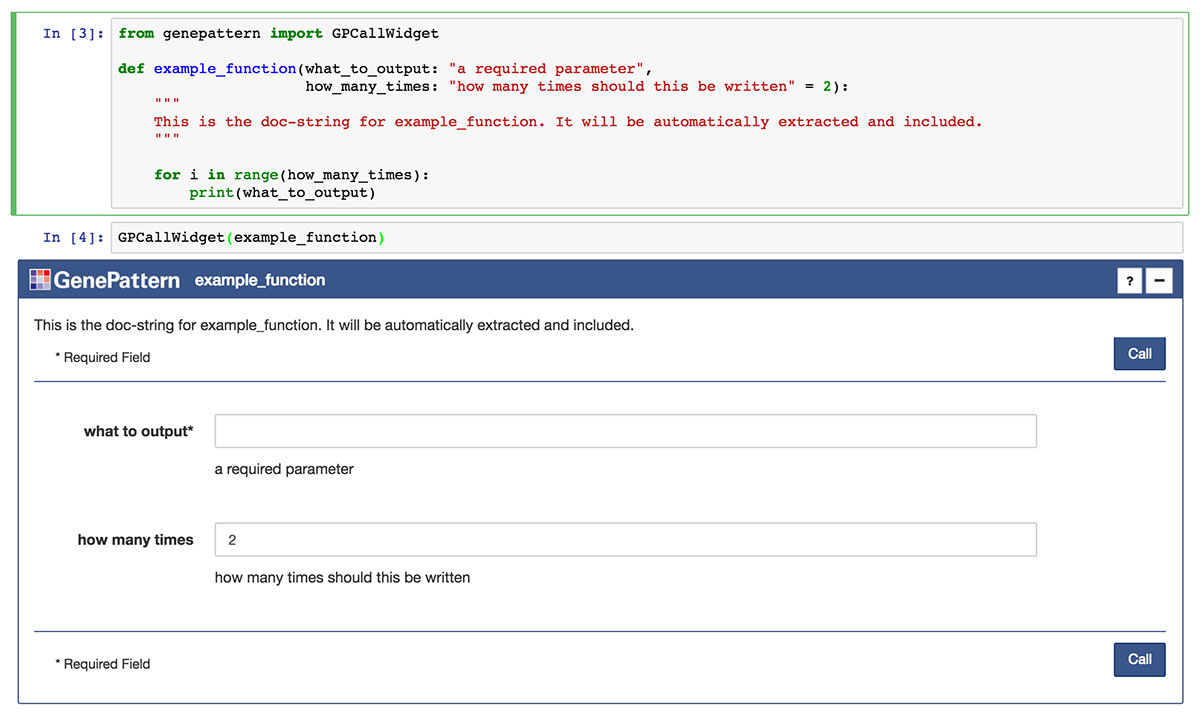 In [3]: from genepattern import GPCallWidget
def example_function(what_to_output: "a required parameter",
how_many_times: "how many times should this be written" = 2):
"""
This is the doc-string for example_function. It will be automatically extracted and included.
"""
for i in range(how_many_times):
print(what_to_output)
In [4]: GPCallWidget(example_function)
GenePattern example_function ? −
This is the doc-string for example_function. It will be automatically extracted and included.
* Required Field Call
what to output*
a required parameter
how many times 2
how many times should this be written
* Required Field Call